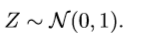 Z ∼ 𝒩(0, 1).